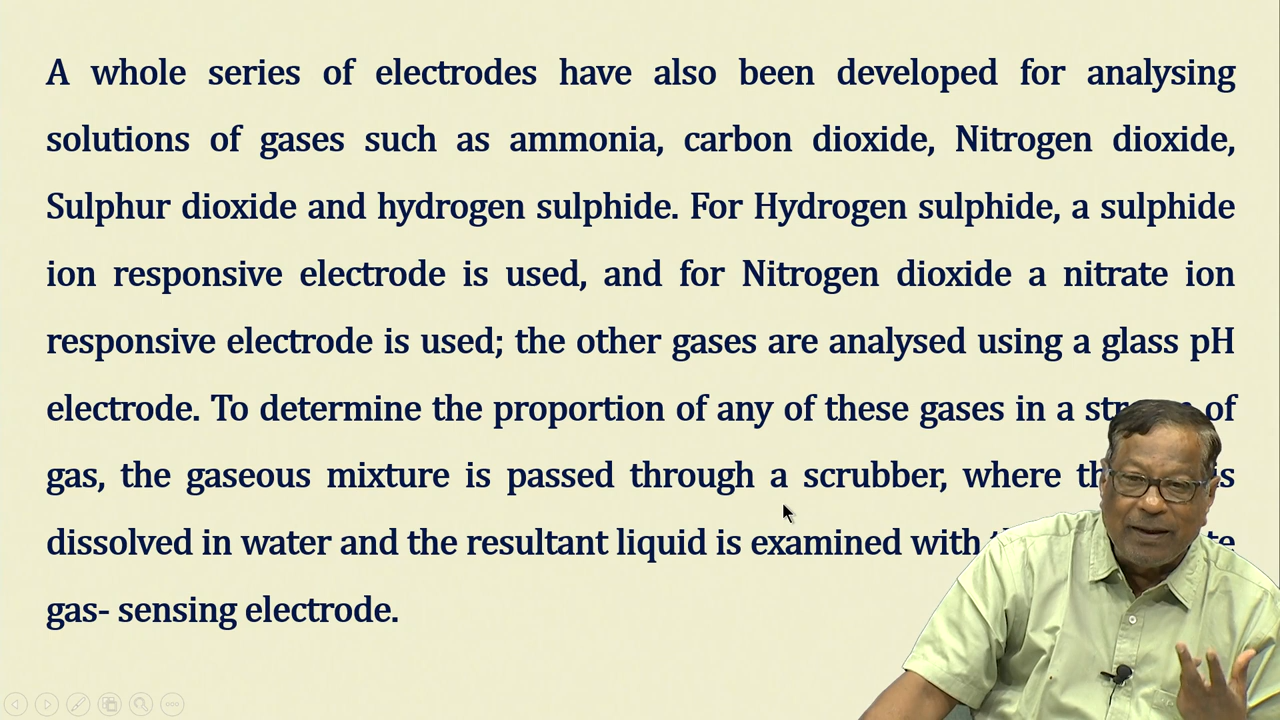 A whole series of electrodes have also been developed for analysing
solutions of gases such as ammonia, carbon dioxide, Nitrogen dioxide,
Sulphur dioxide and hydrogen sulphide. For Hydrogen sulphide, a sulphide
ion responsive electrode is used, and for Nitrogen dioxide a nitrate ion
responsive electrode is used; the other gases are analysed using a glass pH
electrode. To determine the proportion of any of these gases in a of
gas, the gaseous mixture is passed through a scrubber, where
dissolved in water and the resultant liquid is examined with
gas- sensing electrode.